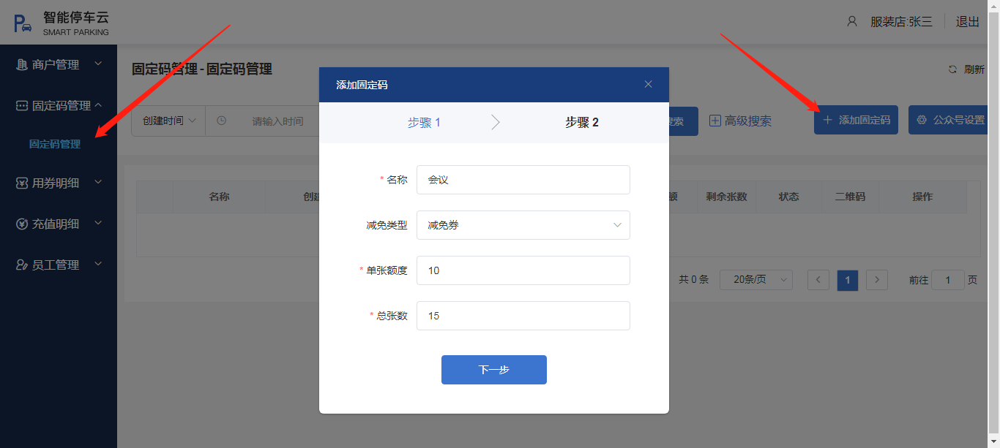 智能停车云
SMART PARKING
服装店:张三
退出
商户管理
固定码管理
固定码管理
用券明细
充值明细
员工管理
固定码管理 - 固定码管理
刷新
创建时间
请输入时间
搜索
高级搜索
添加固定码
公众号设置
名称
创建
额
剩余张数
状态
二维码
操作
共 0 条
20条/页
1
前往
1
页
添加固定码
步骤 1
步骤 2
* 名称
会议
减免类型
减免券
* 单张额度
10
* 总张数
15
下一步